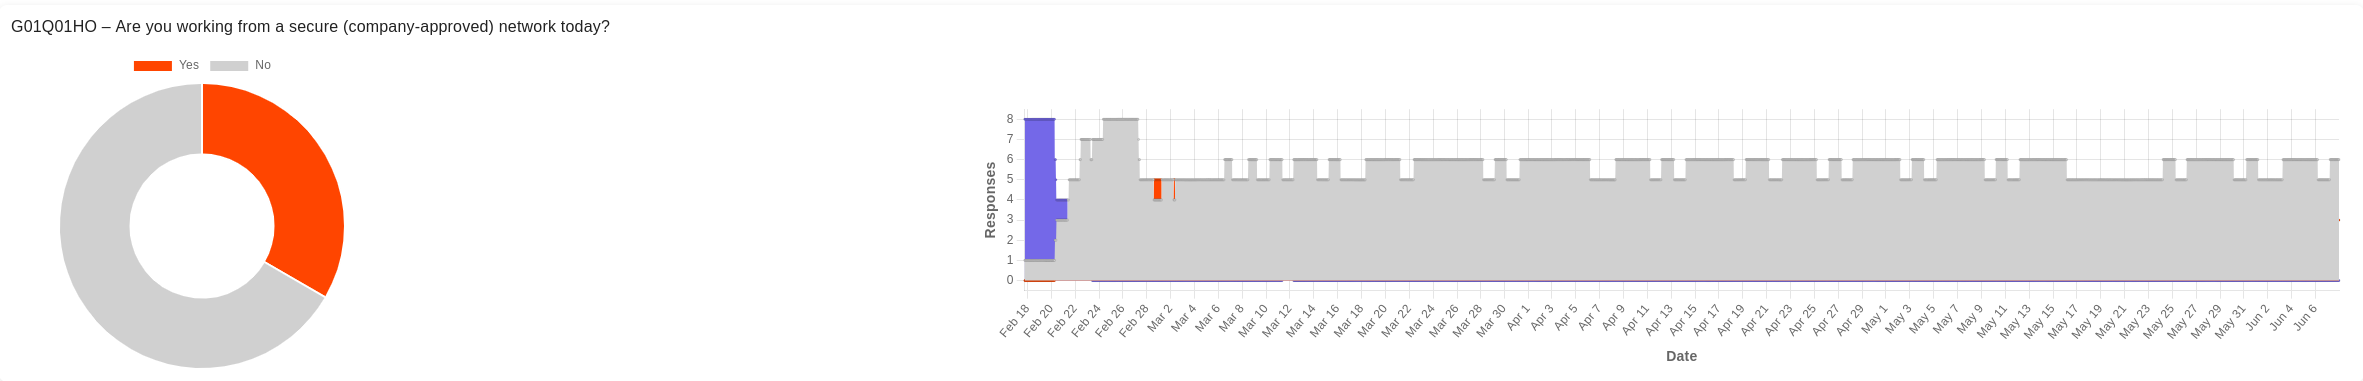 G01Q01HO – Are you working from a secure (company-approved) network today?
Yes
No
Responses
8
7
6
5
4
3
2
1
0
Feb 18
Feb 20
Feb 22
Feb 24
Feb 26
Feb 28
Mar 2
Mar 4
Mar 6
Mar 8
Mar 10
Mar 12
Mar 14
Mar 16
Mar 18
Mar 20
Mar 22
Mar 24
Mar 26
Mar 28
Mar 30
Apr 1
Apr 3
Apr 5
Apr 7
Apr 9
Apr 11
Apr 13
Apr 15
Apr 17
Apr 19
Apr 21
Apr 23
Apr 25
Apr 27
Apr 29
May 1
May 3
May 5
May 7
May 9
May 11
May 13
May 15
May 17
May 19
May 21
May 23
May 25
May 27
May 29
May 31
Jun 2
Jun 4
Jun 6
Date